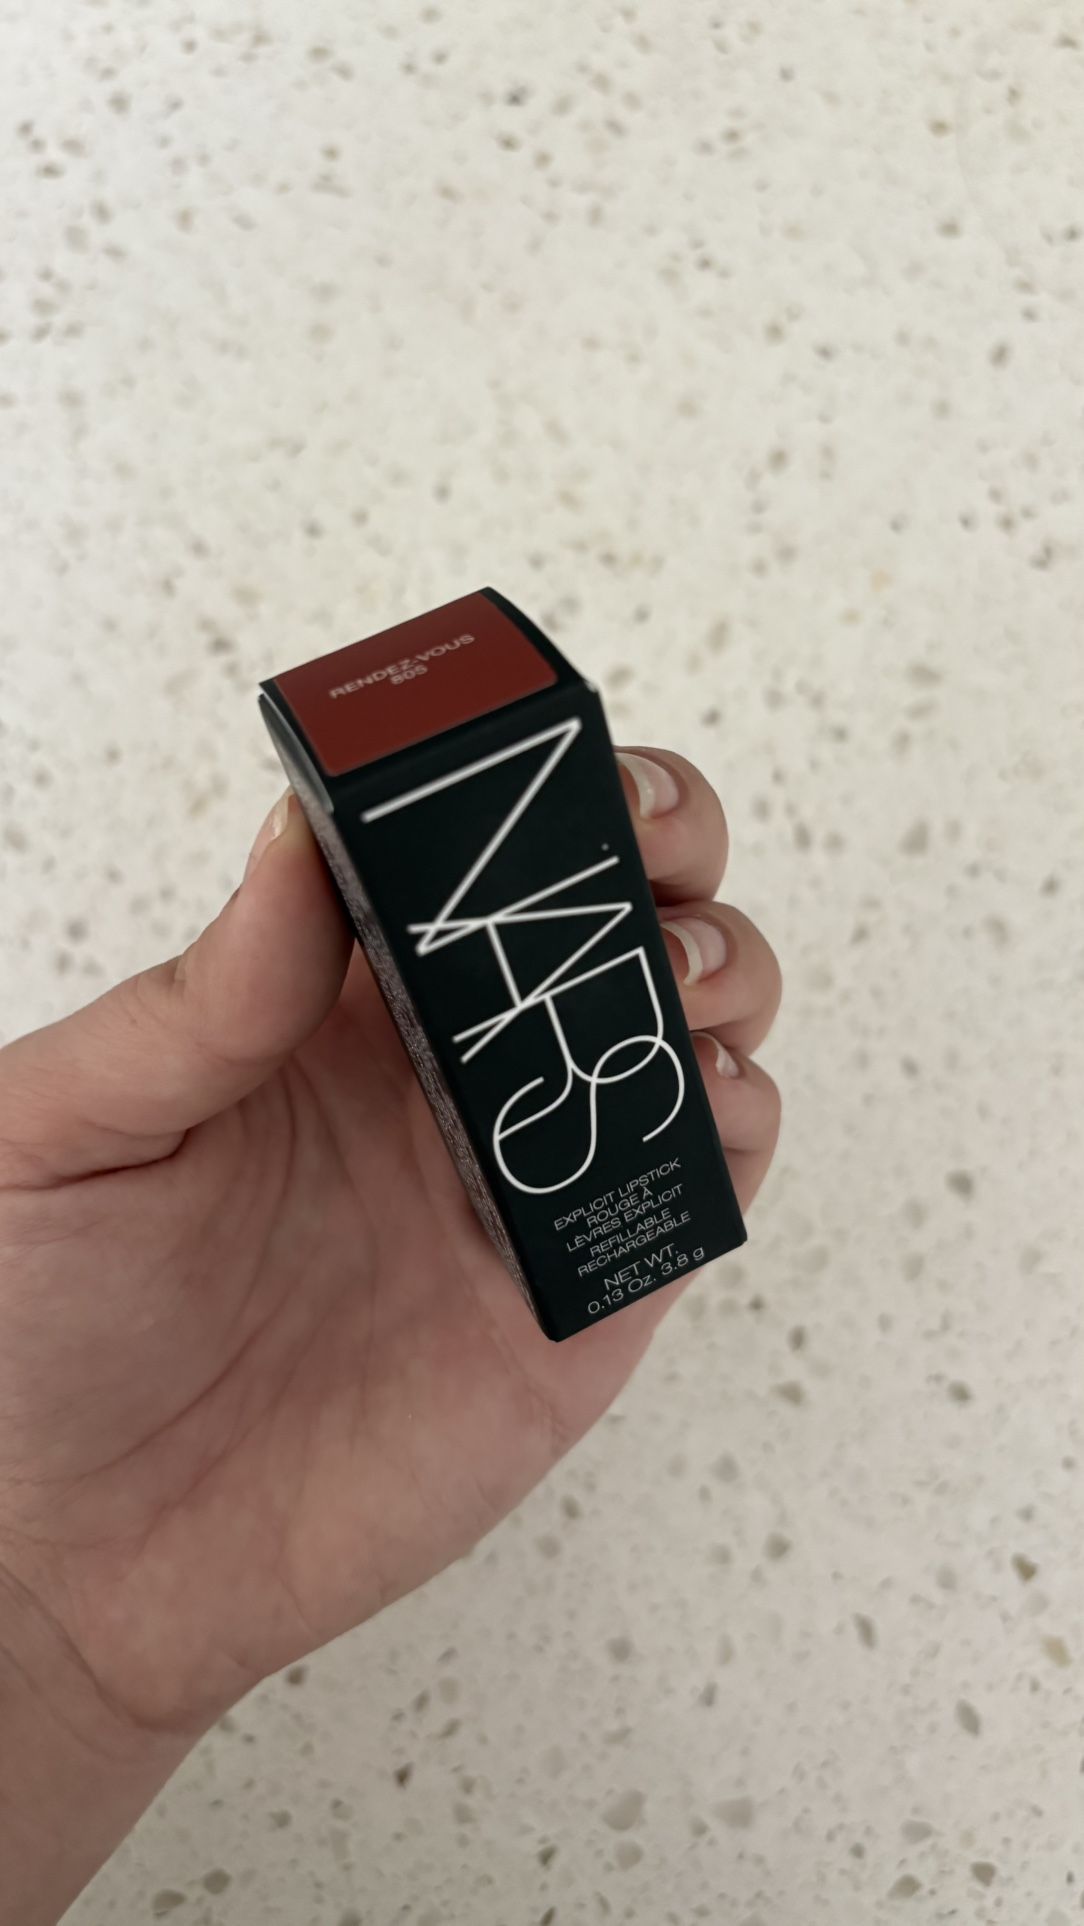 RENDEZ-VOUS
805
NARS
EXPLICIT LIPSTICK
ROUGE À
LÈVRES EXPLICIT
REFILLABLE
RECHARGEABLE
NET WT.
0.13 Oz. 3.8 g